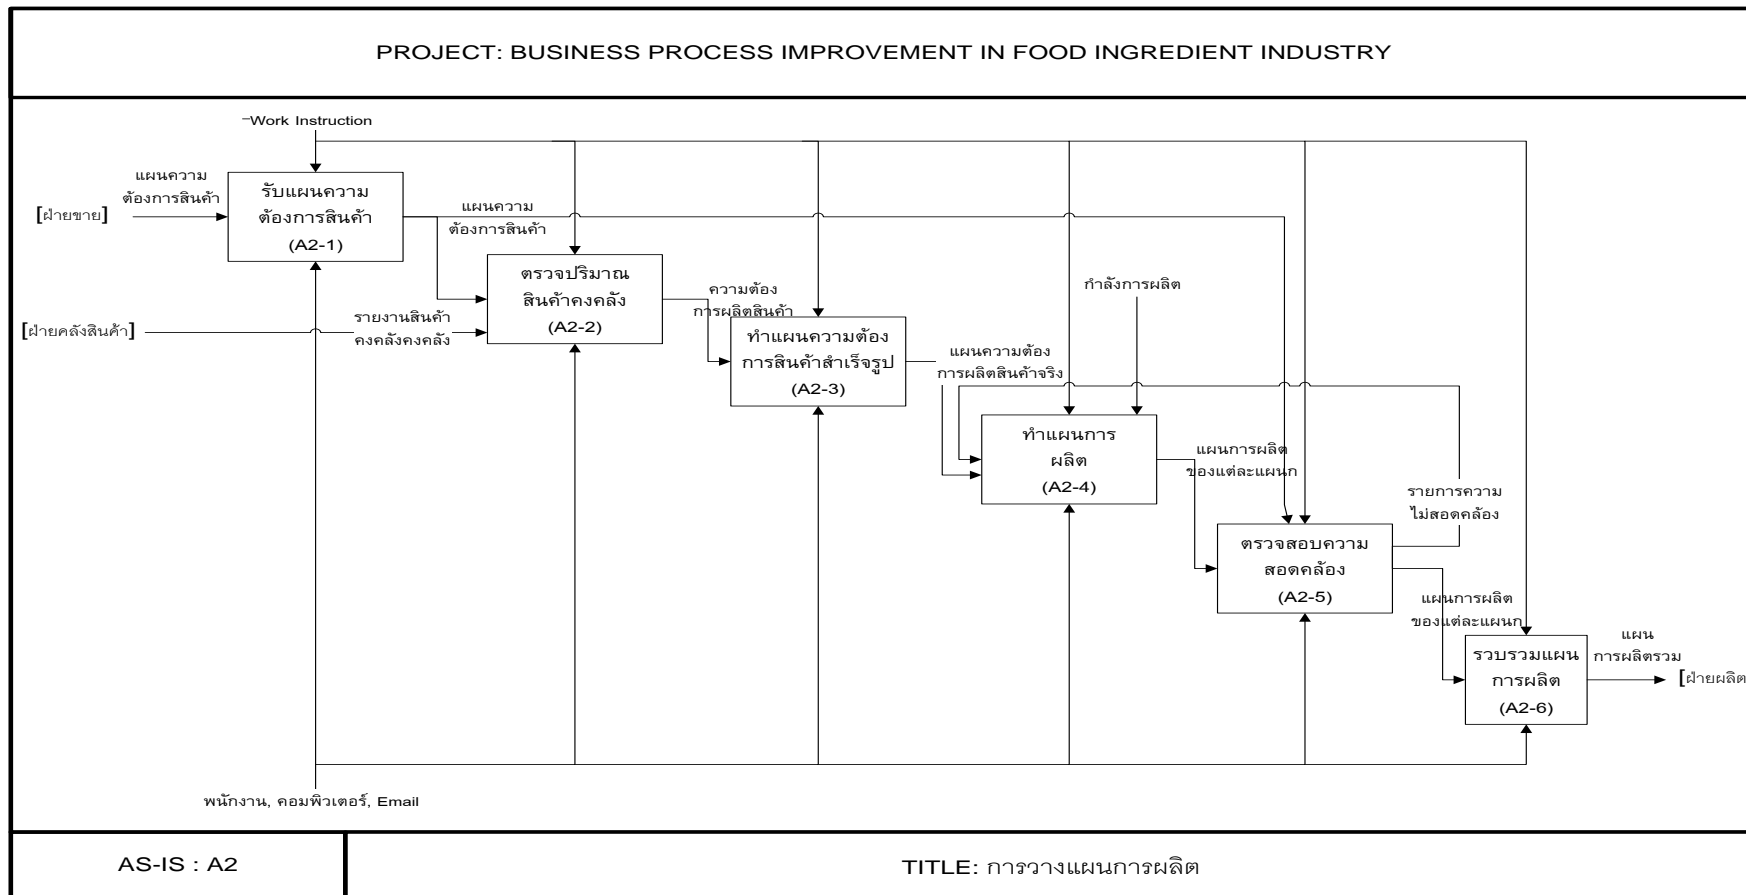 PROJECT: BUSINESS PROCESS IMPROVEMENT IN FOOD INGREDIENT INDUSTRY
-Work Instruction
แผนความ
ต้องการสินค้า
[ฝ่ายขาย]
รับแผนความ
ต้องการสินค้า
(A2-1)
แผนความ
ต้องการสินค้า
[ฝ่ายคลังสินค้า]
รายงานสินค้า
คงคลังคงคลัง
ตรวจปริมาณ
สินค้าคงคลัง
(A2-2)
ความต้อง
การผลิตสินค้า
ทำแผนความต้อง
การสินค้าสำเร็จรูป
(A2-3)
แผนความต้อง
การผลิตสินค้าจริง
กำลังการผลิต
ทำแผนการ
ผลิต
(A2-4)
แผนการผลิต
ของแต่ละแผนก
รายการความ
ไม่สอดคล้อง
ตรวจสอบความ
สอดคล้อง
(A2-5)
แผนการผลิต
ของแต่ละแผนก
รวบรวมแผน
การผลิต
(A2-6)
แผน
การผลิตรวม
[ฝ่ายผลิต
พนักงาน, คอมพิวเตอร์, Email
AS-IS : A2
TITLE: การวางแผนการผลิต